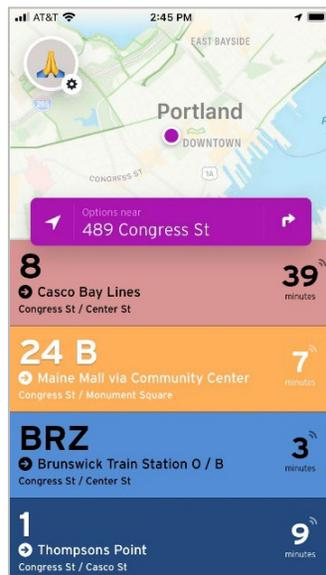 AT&T
2:45 PM
EAST BAYSIDE
Portland
DOWNTOWN
CONGRESS ST
1A
Options near
489 Congress St
8
39
Casco Bay Lines
minutes
Congress St / Center St
24 B
7
Maine Mall via Community Center
minutes
Congress St / Monument Square
BRZ
3
Brunswick Train Station O / B
minutes
Congress St / Center St
1
9
Thompsons Point
minutes
Congress St / Casco St